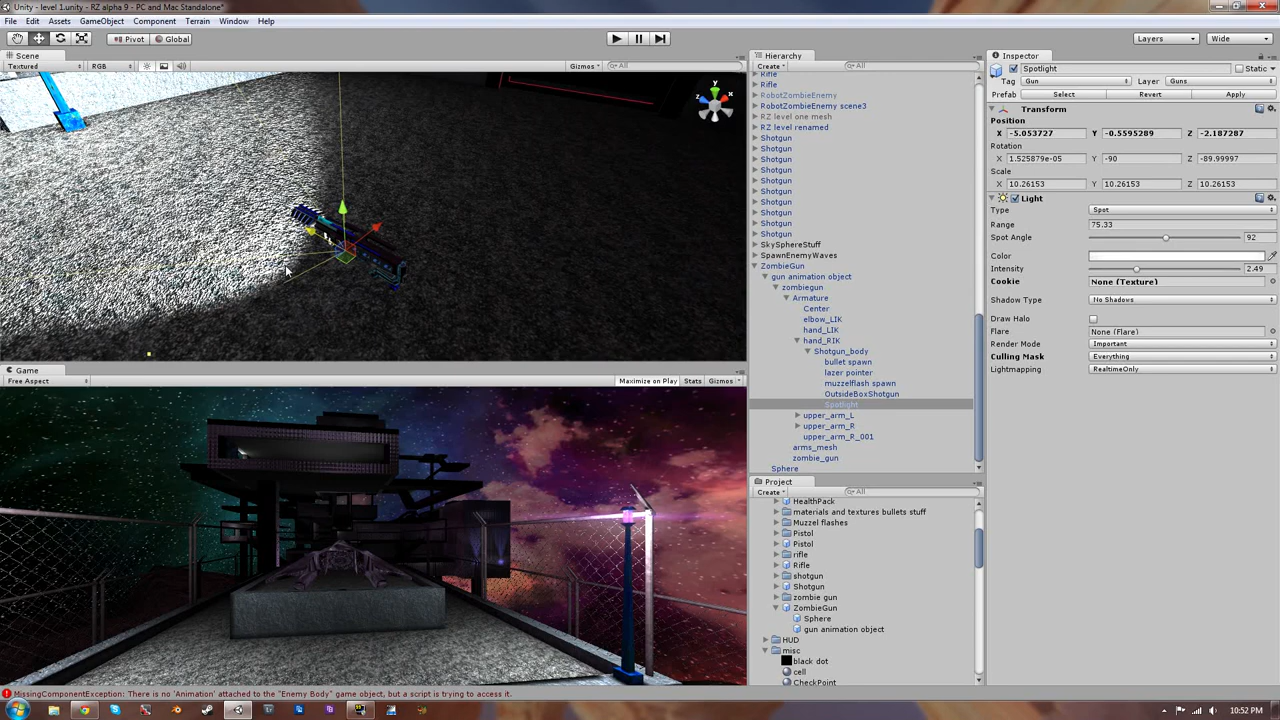 Unity - level 1.unity - RZ alpha 9 - PC and Mac Standalone*
File Edit Assets GameObject Component Terrain Window Help
Pivot Global Layers Wide
Scene
Textured RGB Gizmos All
y x z
Game
Free Aspect Maximize on Play Stats Gizmos
MissingComponentException: There is no 'Animation' attached to the "Enemy Body" game object, but a script is trying to access it.
Hierarchy
Create All
Rifle
Rifle
RobotZombieEnemy
RobotZombieEnemy scene3
RZ level one mesh
RZ level renamed
Shotgun
Shotgun
Shotgun
Shotgun
Shotgun
Shotgun
Shotgun
Shotgun
Shotgun
Shotgun
SkySphereStuff
SpawnEnemyWaves
ZombieGun
gun animation object
zombiegun
Armature
Center
elbow_LIK
hand_LIK
hand_RIK
Shotgun_body
bullet spawn
lazer pointer
muzzelflash spawn
OutsideBoxShotgun
Spotlight
upper_arm_L
upper_arm_R
upper_arm_R_001
arms_mesh
zombie_gun
Sphere
Project
Create All
HealthPack
materials and textures bullets stuff
Muzzel flashes
Pistol
Pistol
rifle
Rifle
shotgun
Shotgun
zombie gun
ZombieGun
Sphere
gun animation object
HUD
misc
black dot
cell
CheckPoint
Inspector
Spotlight Static
Tag Gun Layer Guns
Prefab Select Revert Apply
Transform
Position
X -5.053727 Y -0.5595289 Z -2.187287
Rotation
X 1.525879e-05 Y -90 Z -89.99997
Scale
X 10.26153 Y 10.26153 Z 10.26153
Light
Type Spot
Range 75.33
Spot Angle 92
Color
Intensity 2.49
Cookie None (Texture)
Shadow Type No Shadows
Draw Halo
Flare None (Flare)
Render Mode Important
Culling Mask Everything
Lightmapping RealtimeOnly
10:52 PM